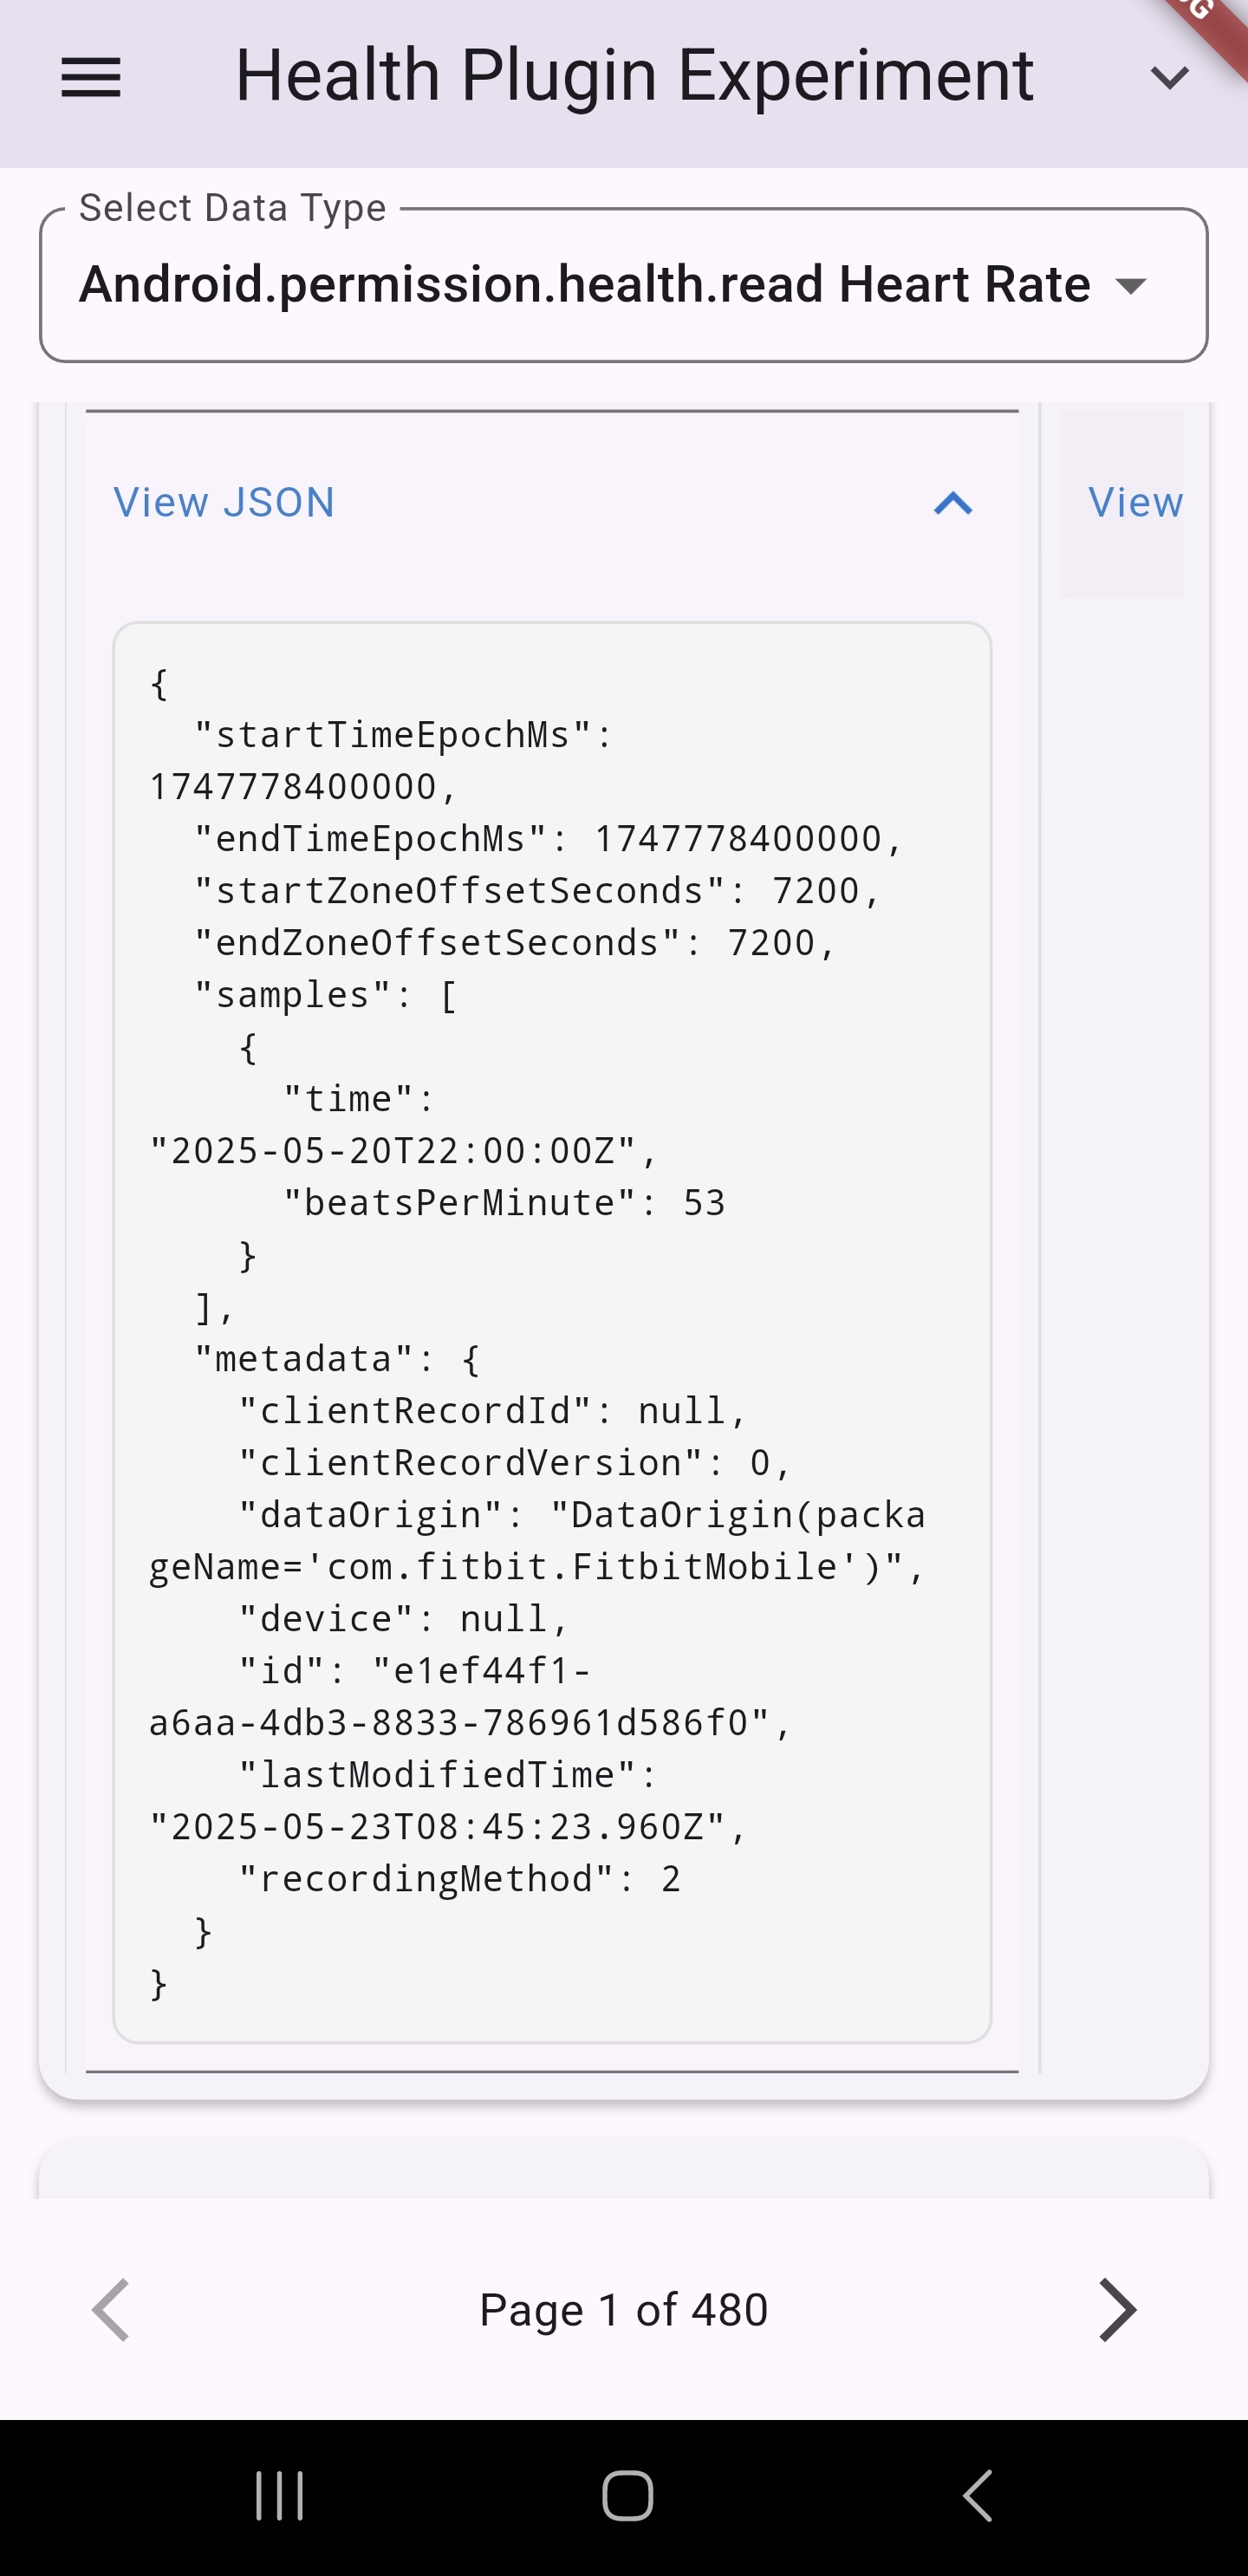 Health Plugin Experiment
Select Data Type
Android.permission.health.read Heart Rate
View JSON
View
{
"startTimeEpochMs":
1747778400000,
"endTimeEpochMs": 1747778400000,
"startZoneOffsetSeconds": 7200,
"endZoneOffsetSeconds": 7200,
"samples": [
{
"time":
"2025-05-20T22:00:00Z",
"beatsPerMinute": 53
}
],
"metadata": {
"clientRecordId": null,
"clientRecordVersion": 0,
"dataOrigin": "DataOrigin(packa
geName='com.fitbit.FitbitMobile')",
"device": null,
"id": "e1ef44f1-
a6aa-4db3-8833-786961d586f0",
"lastModifiedTime":
"2025-05-23T08:45:23.960Z",
"recordingMethod": 2
}
}
Page 1 of 480